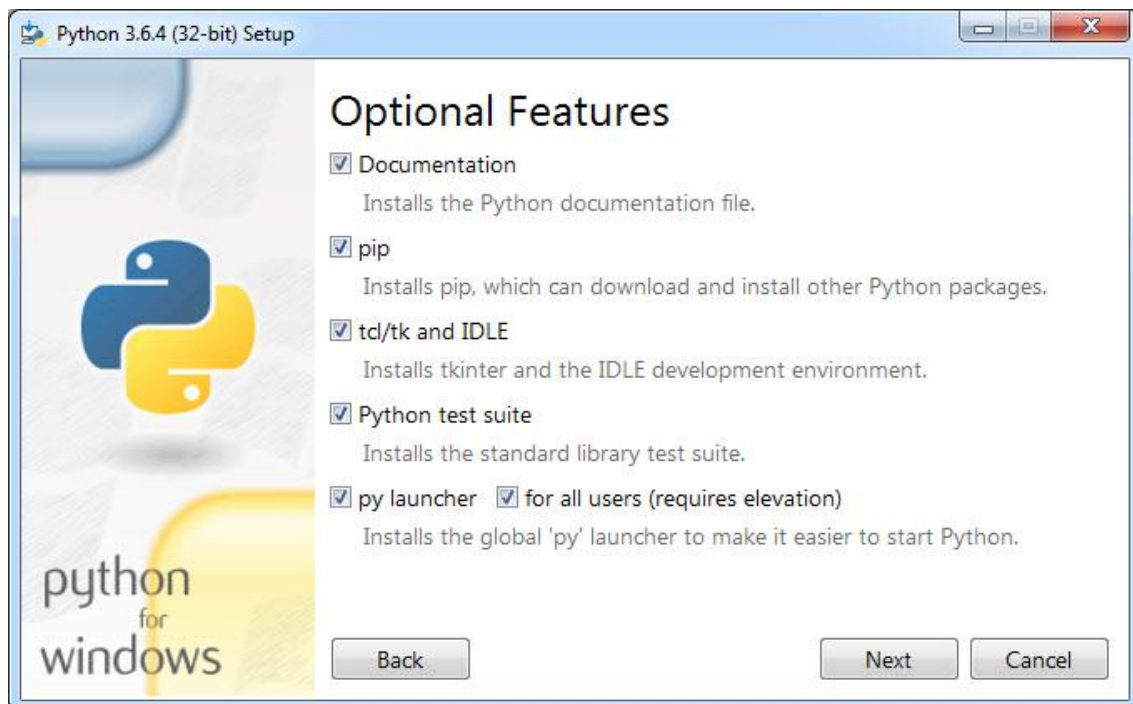 Python 3.6.4 (32-bit) Setup
Optional Features
Documentation
Installs the Python documentation file.
pip
Installs pip, which can download and install other Python packages.
tcl/tk and IDLE
Installs tkinter and the IDLE development environment.
Python test suite
Installs the standard library test suite.
py launcher for all users (requires elevation)
Installs the global 'py' launcher to make it easier to start Python.
python
for
windows
Back Next Cancel